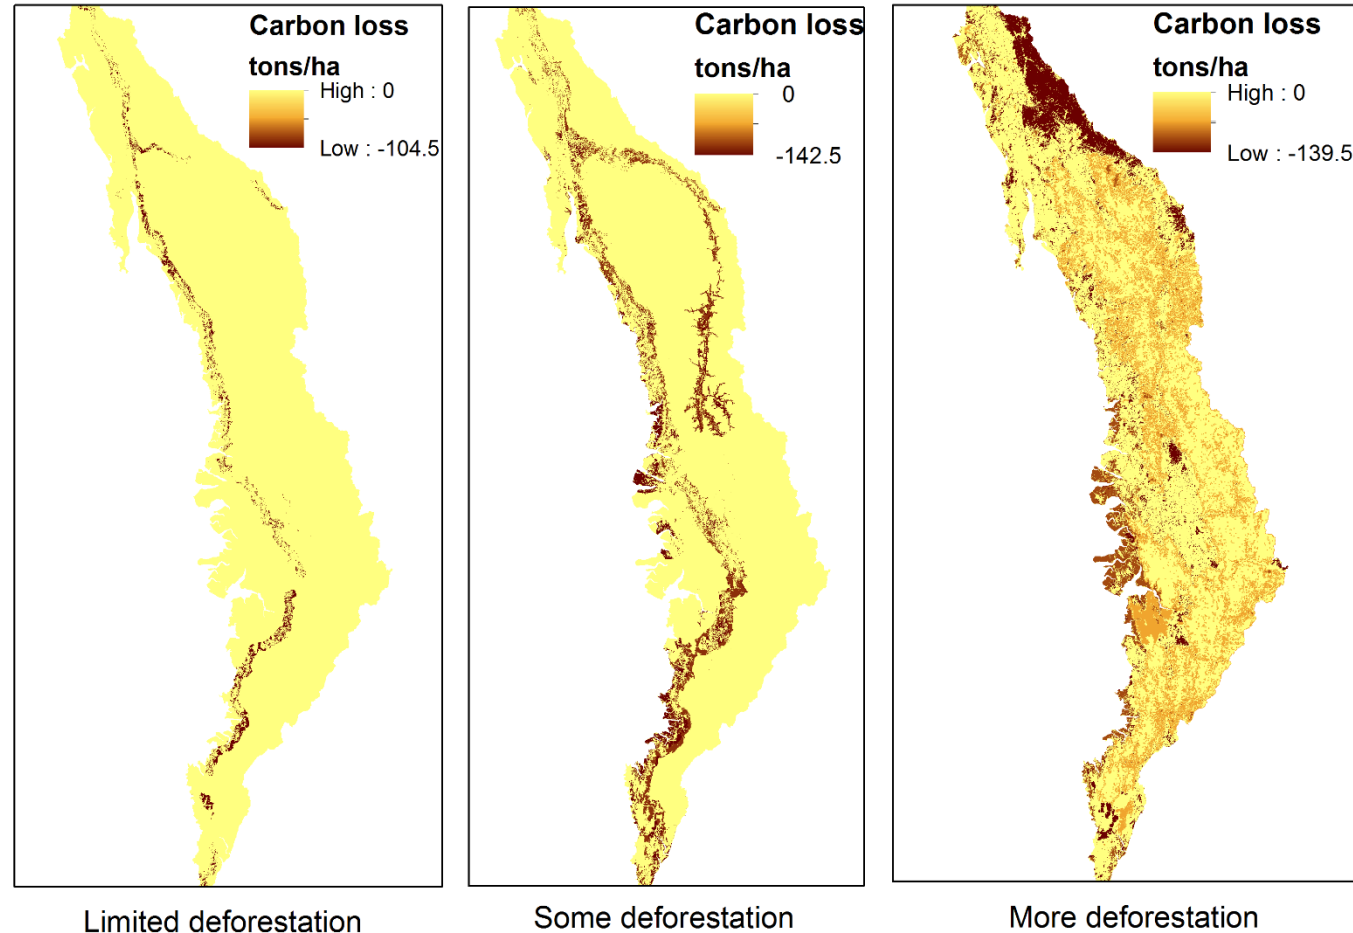 Carbon loss
tons/ha
High : 0
Low : -104.5
Limited deforestation
Carbon loss
tons/ha
0
-142.5
Some deforestation
Carbon loss
tons/ha
High : 0
Low : -139.5
More deforestation